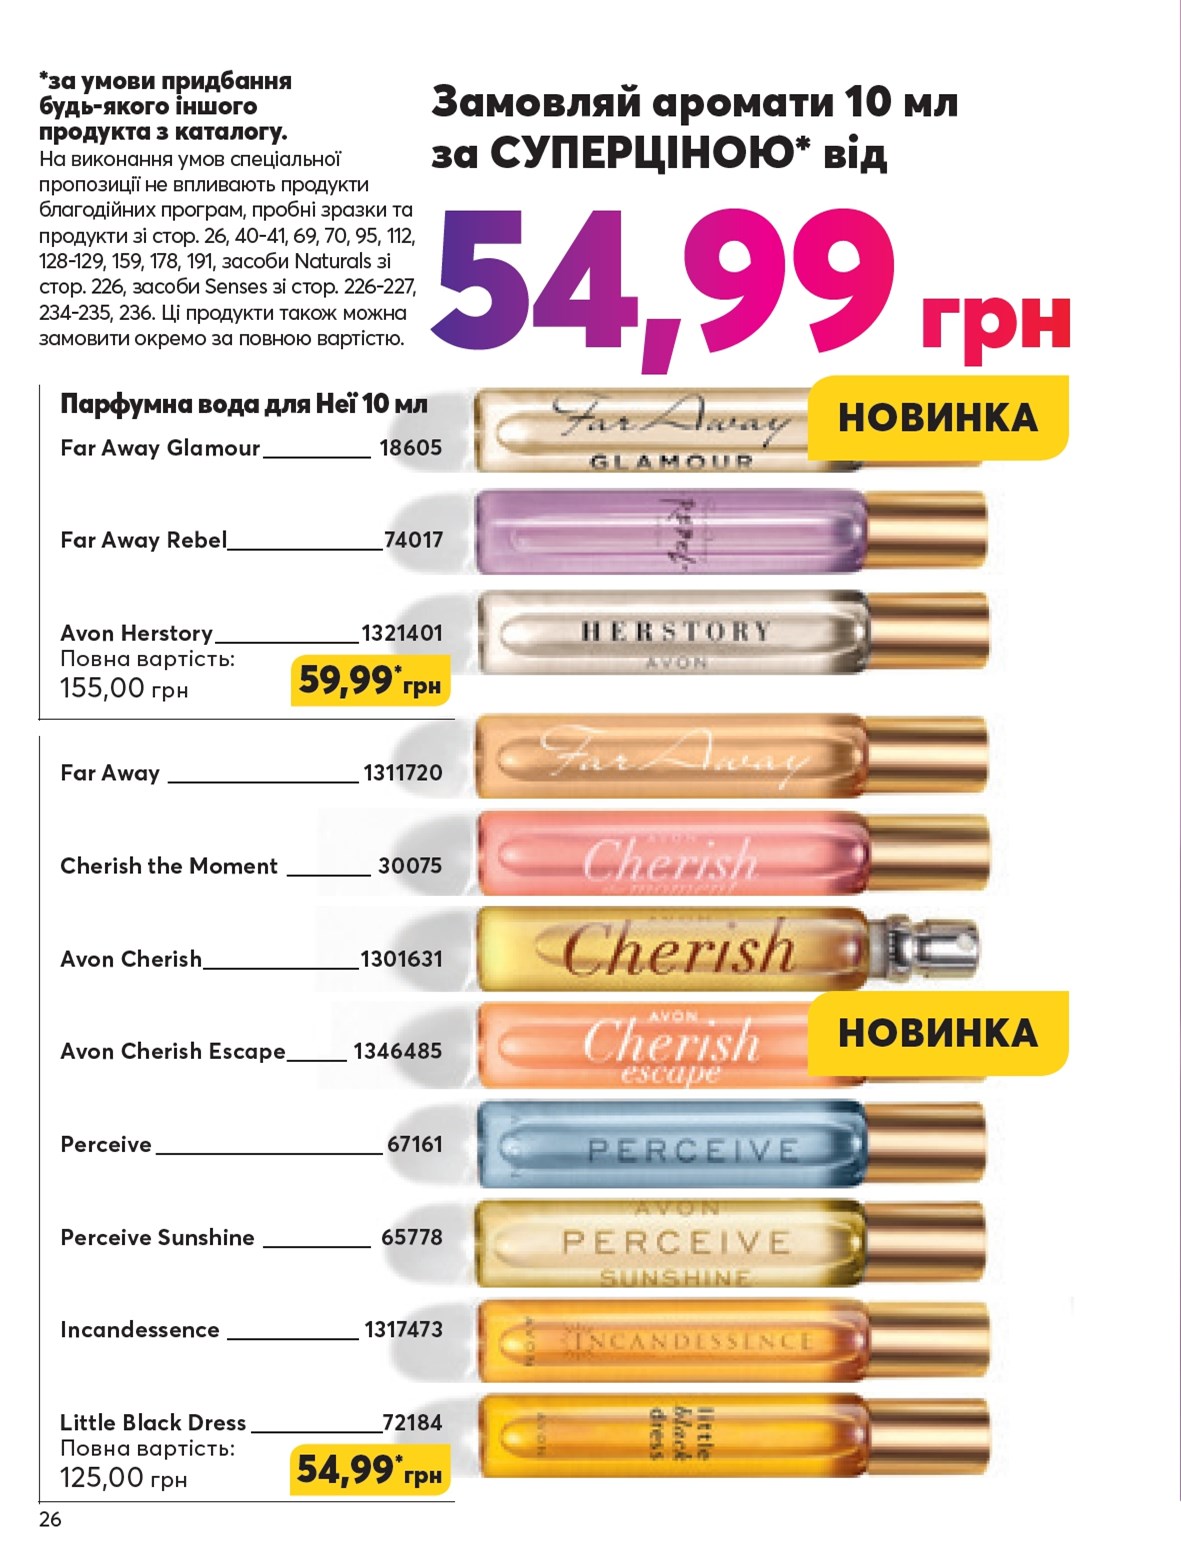 *за умови придбання
будь-якого іншого
продукта з каталогу.
На виконання умов спеціальної
пропозиції не впливають продукти
благодійних програм, пробні зразки та
продукти зі стор. 26, 40-41, 69, 70, 95, 112,
128-129, 159, 178, 191, засоби Naturals зі
стор. 226, засоби Senses зі стор. 226-227,
234-235, 236. Ці продукти також можна
замовити окремо за повною вартістю.
Замовляй аромати 10 мл
за СУПЕРЦІНОЮ* від
54,99 грн
Парфумна вода для Неї 10 мл
Far Away Glamour 18605
Far Away
GLAMOUR
НОВИНКА
Far Away Rebel 74017
Rebel
Avon Herstory 1321401
Повна вартість:
155,00 грн
59,99* грн
HERSTORY
AVON
Far Away 1311720
Far Away
Cherish the Moment 30075
AVON
Cherish
the moment
Avon Cherish 1301631
AVON
Cherish
Avon Cherish Escape 1346485
AVON
Cherish
escape
НОВИНКА
Perceive 67161
AVON
PERCEIVE
Perceive Sunshine 65778
AVON
PERCEIVE
SUNSHINE
Incandessence 1317473
AVON
INCANDESSENCE
Little Black Dress 72184
Повна вартість:
125,00 грн
54,99* грн
AVON
little
black
dress
26